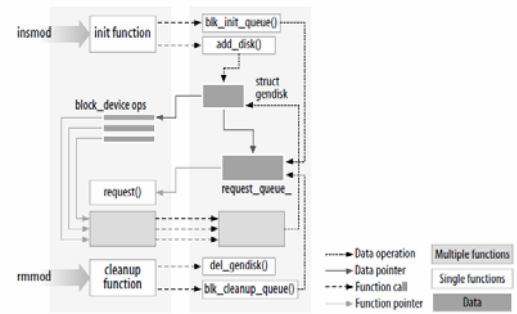 insmod
init function
blk_init_queue()
add_disk()
struct
gendisk
block_device ops
request_queue_
request()
rmmod
cleanup
function
del_gendisk()
blk_cleanup_queue()
Data operation
Data pointer
Function call
Function pointer
Multiple functions
Single functions
Data